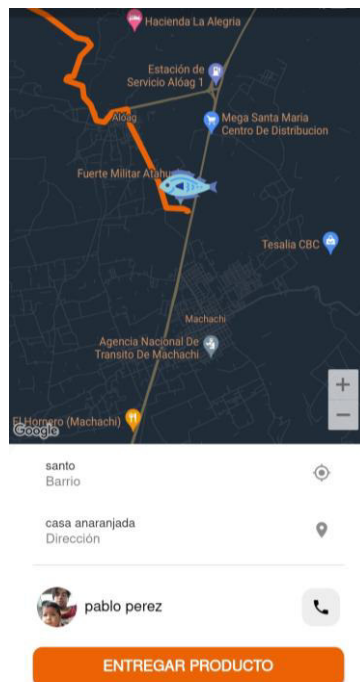 Hacienda La Alegria
Estación de
Servicio Alóag 1
Alóag
Mega Santa Maria
Centro De Distribucion
Fuerte Militar Atahu
Tesalia CBC
Machachi
Agencia Nacional De
Transito De Machachi
El Hornero (Machachi)
+
−
Google
santo
Barrio
casa anaranjada
Dirección
pablo perez
ENTREGAR PRODUCTO